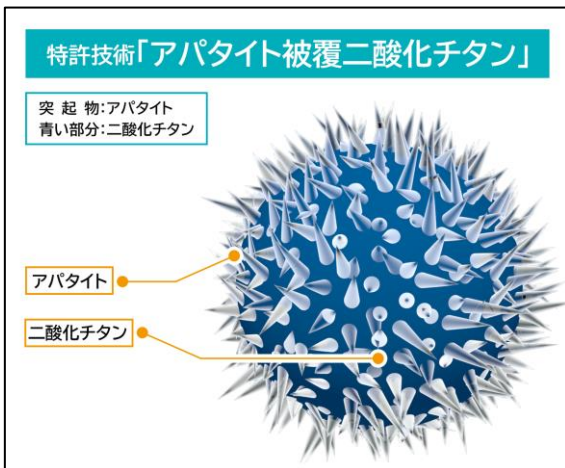 特許技術「アパタイト被覆二酸化チタン」
突起物:アパタイト
青い部分:二酸化チタン
アパタイト
二酸化チタン